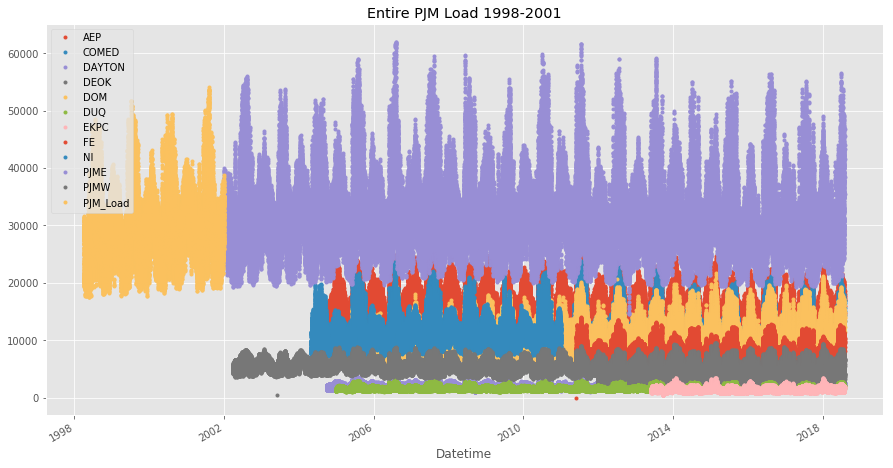 Entire PJM Load 1998-2001
60000
50000
40000
30000
20000
10000
0
AEP
COMED
DAYTON
DEOK
DOM
DUQ
EKPC
FE
NI
PJME
PJMW
PJM_Load
1998
2002
2006
2010
2014
2018
Datetime